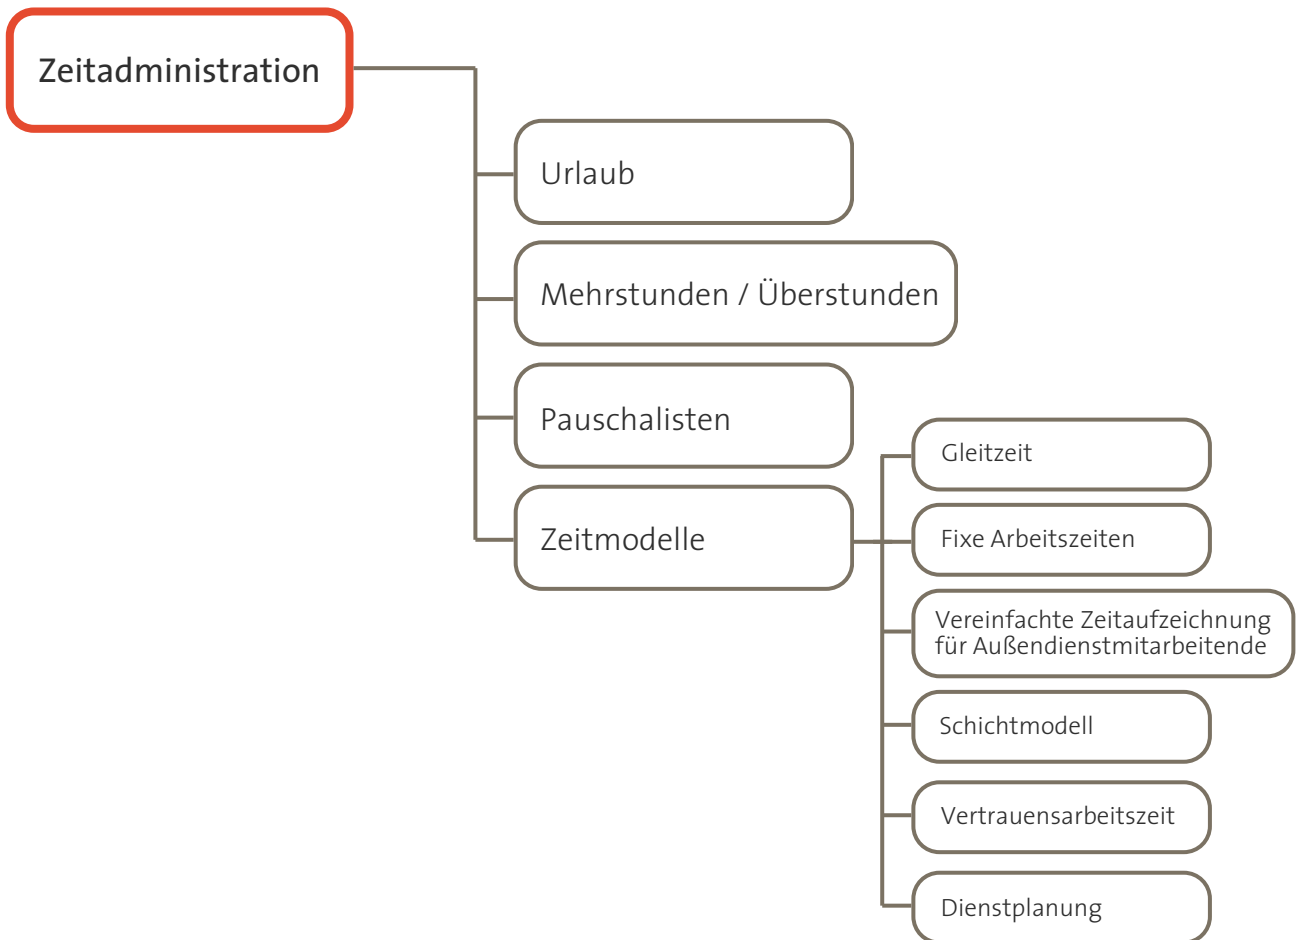 Zeitadministration
Urlaub
Mehrstunden / Überstunden
Pauschalisten
Zeitmodelle
Gleitzeit
Fixe Arbeitszeiten
Vereinfachte Zeitaufzeichnung
für Außendienstmitarbeitende
Schichtmodell
Vertrauensarbeitszeit
Dienstplanung